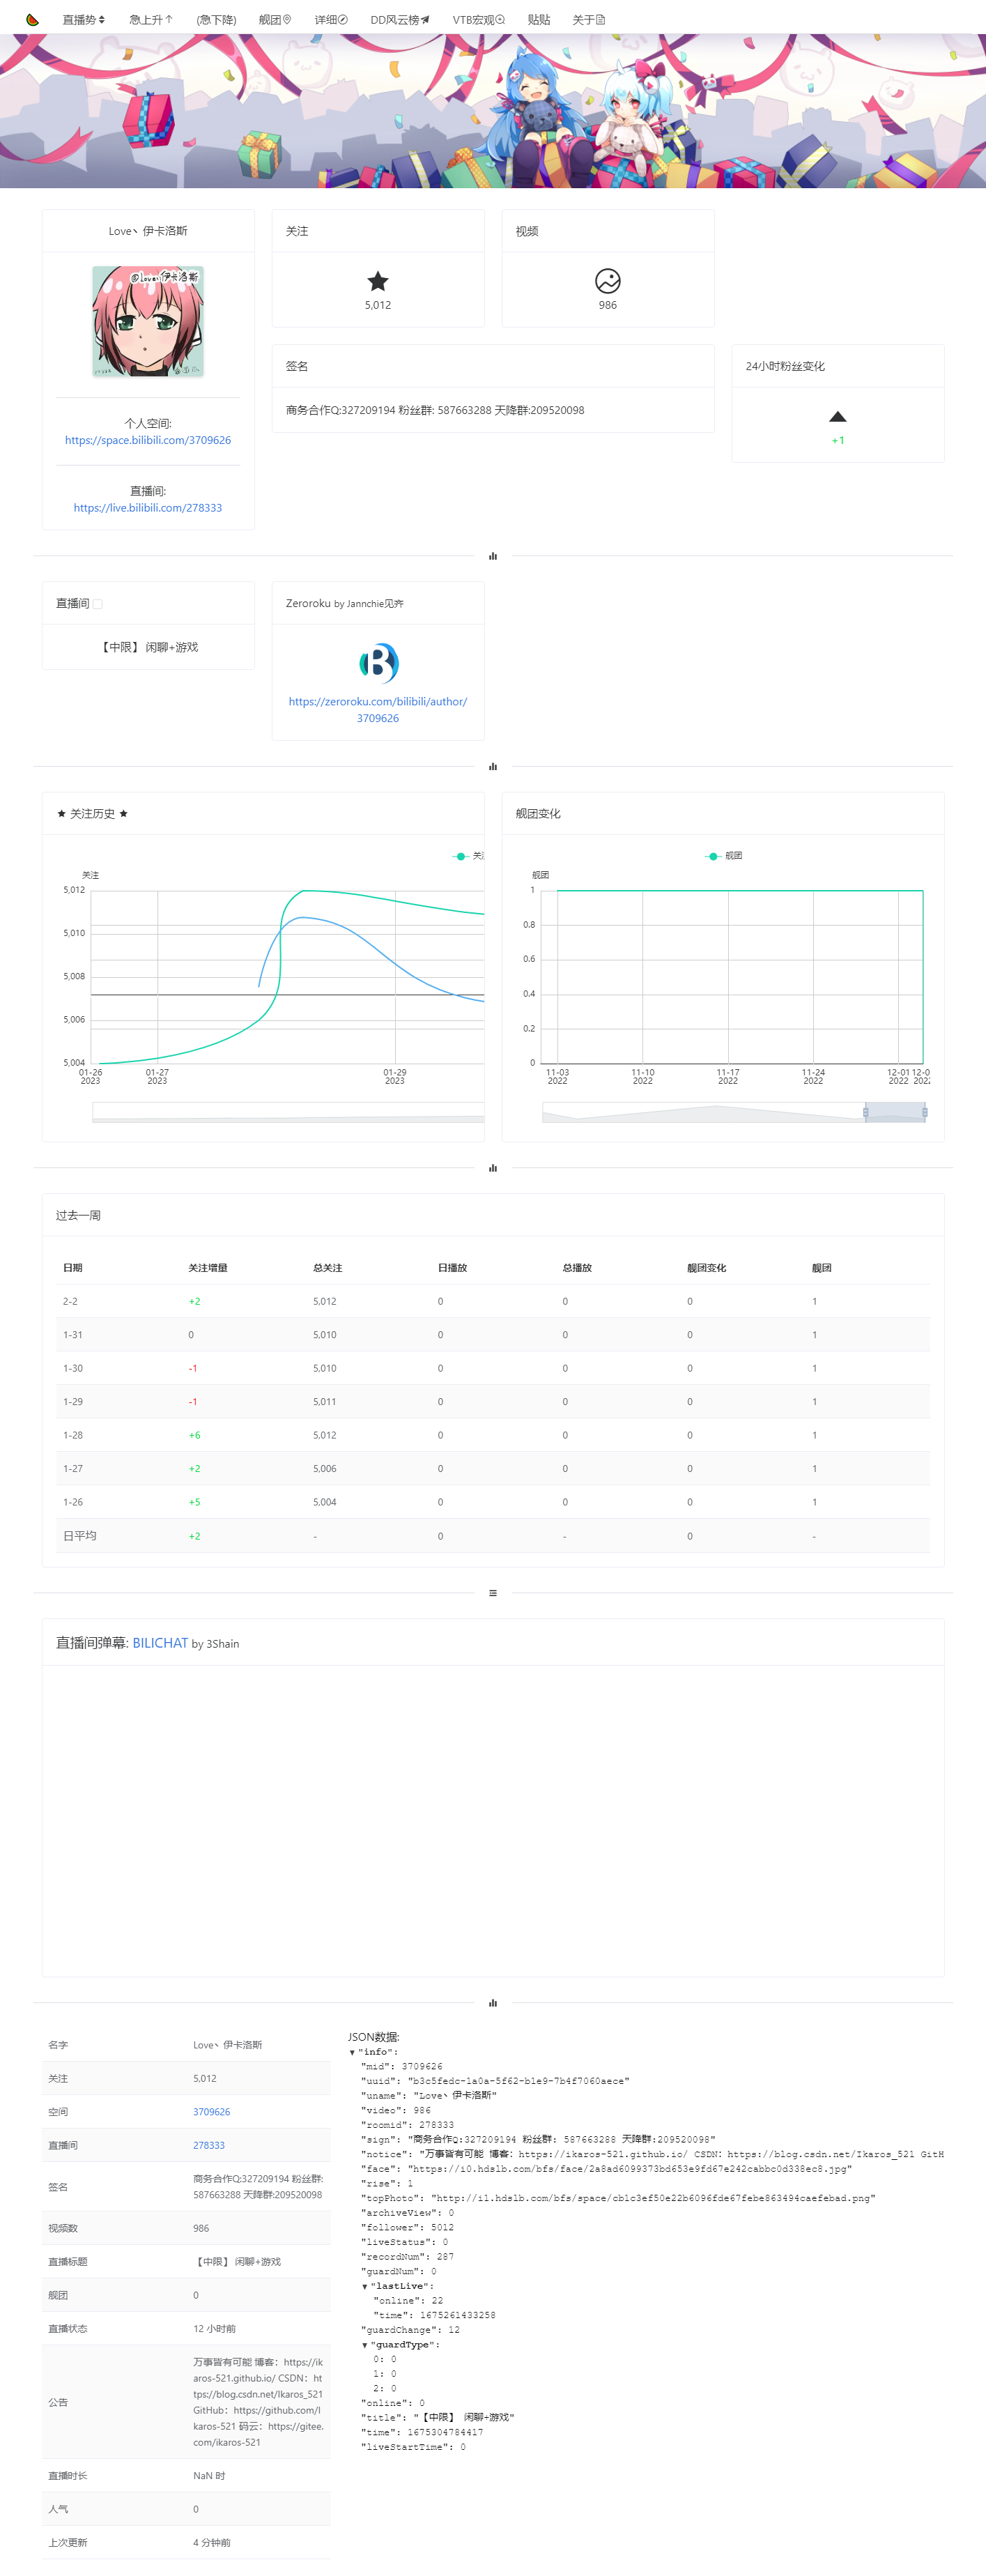 直播势 急上升 (急下降) 舰团 详细 DD风云榜 VTB宏观 贴贴 关于
Love丶伊卡洛斯
@Love丶伊卡洛斯
个人空间:
https://space.bilibili.com/3709626
直播间:
https://live.bilibili.com/278333
关注
5,012
视频
986
签名
商务合作Q:327209194 粉丝群: 587663288 天降群:209520098
24小时粉丝变化
+1
直播间
【中限】 闲聊+游戏
Zeroroku by Jannchie见齐
https://zeroroku.com/bilibili/author/
3709626
关注历史
关注
5,012
5,010
5,008
5,006
5,004
01-26
2023
01-27
2023
01-29
2023
舰团变化
舰团
舰团
1
0.8
0.6
0.4
0.2
0
11-03
2022
11-10
2022
11-17
2022
11-24
2022
12-01
2022
过去一周
日期 关注增量 总关注 日播放 总播放 舰团变化 舰团
2-2 +2 5,012 0 0 0 1
1-31 0 5,010 0 0 0 1
1-30 -1 5,010 0 0 0 1
1-29 -1 5,011 0 0 0 1
1-28 +6 5,012 0 0 0 1
1-27 +2 5,006 0 0 0 1
1-26 +5 5,004 0 0 0 1
日平均 +2 - 0 - 0 -
直播间弹幕: BILICHAT by 3Shain
名字 Love丶伊卡洛斯
关注 5,012
空间 3709626
直播间 278333
签名 商务合作Q:327209194 粉丝群:
587663288 天降群:209520098
视频数 986
直播标题 【中限】 闲聊+游戏
舰团 0
直播状态 12 小时前
公告 万事皆有可能 博客：https://ik
aros-521.github.io/ CSDN：ht
tps://blog.csdn.net/Ikaros_521
GitHub：https://github.com/I
karos-521 码云：https://gitee.
com/ikaros-521
直播时长 NaN 时
人气 0
上次更新 4 分钟前
JSON数据:
"info":
"mid": 3709626
"uuid": "b3c5fedc-1a0a-5f62-b1e9-7b4f7060aece"
"uname": "Love丶伊卡洛斯"
"video": 986
"roomid": 278333
"sign": "商务合作Q:327209194 粉丝群: 587663288 天降群:209520098"
"notice": "万事皆有可能 博客：https://ikaros-521.github.io/ CSDN：https://blog.csdn.net/Ikaros_521 GitH
"face": "https://i0.hdslb.com/bfs/face/2a8ad6099373bd653e9fd67e242cabbc0d338ec8.jpg"
"rise": 1
"topPhoto": "http://i1.hdslb.com/bfs/space/cb1c3ef50e22b6096fde67febe863494caefebad.png"
"archiveView": 0
"follower": 5012
"liveStatus": 0
"recordNum": 287
"guardNum": 0
"lastLive":
"online": 22
"time": 1675261433258
"guardChange": 12
"guardType":
0: 0
1: 0
2: 0
"online": 0
"title": "【中限】 闲聊+游戏"
"time": 1675304784417
"liveStartTime": 0